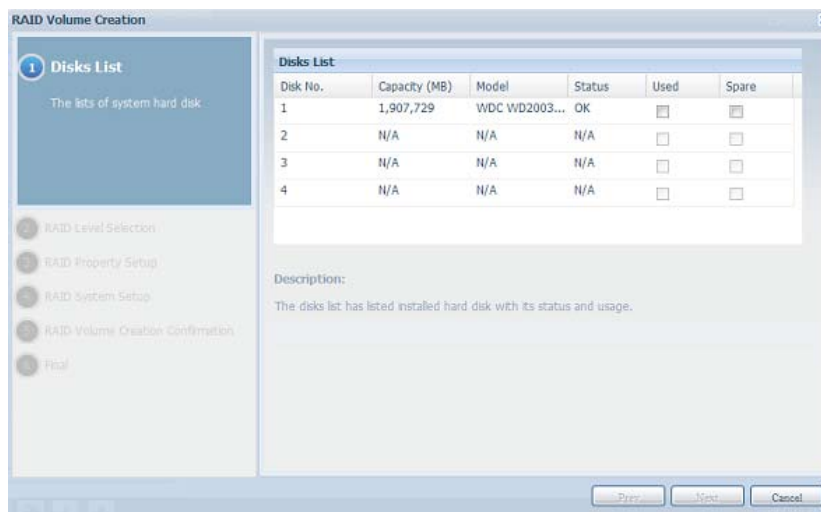 RAID Volume Creation
1 Disks List
The lists of system hard disk
2 RAID Level Selection
3 RAID Property Setup
4 RAID System Setup
5 RAID Volume Creation Confirmation
6 Final
Disks List
Disk No. Capacity (MB) Model Status Used Spare
1 1,907,729 WDC WD2003... OK
2 N/A N/A N/A
3 N/A N/A N/A
4 N/A N/A N/A
Description:
The disks list has listed installed hard disk with its status and usage.
Prev Next Cancel